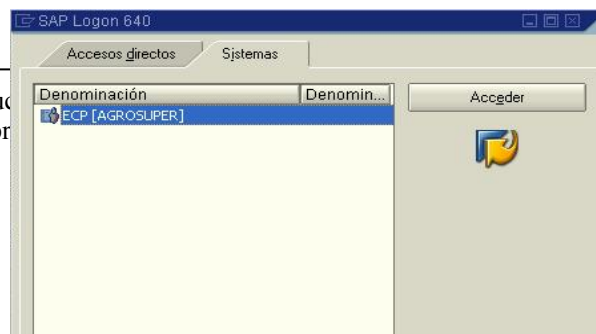 SAP Logon 640
Accesos directos
Sistemas
Denominación
Denomin...
Acceder
ECP [AGROSUPER]